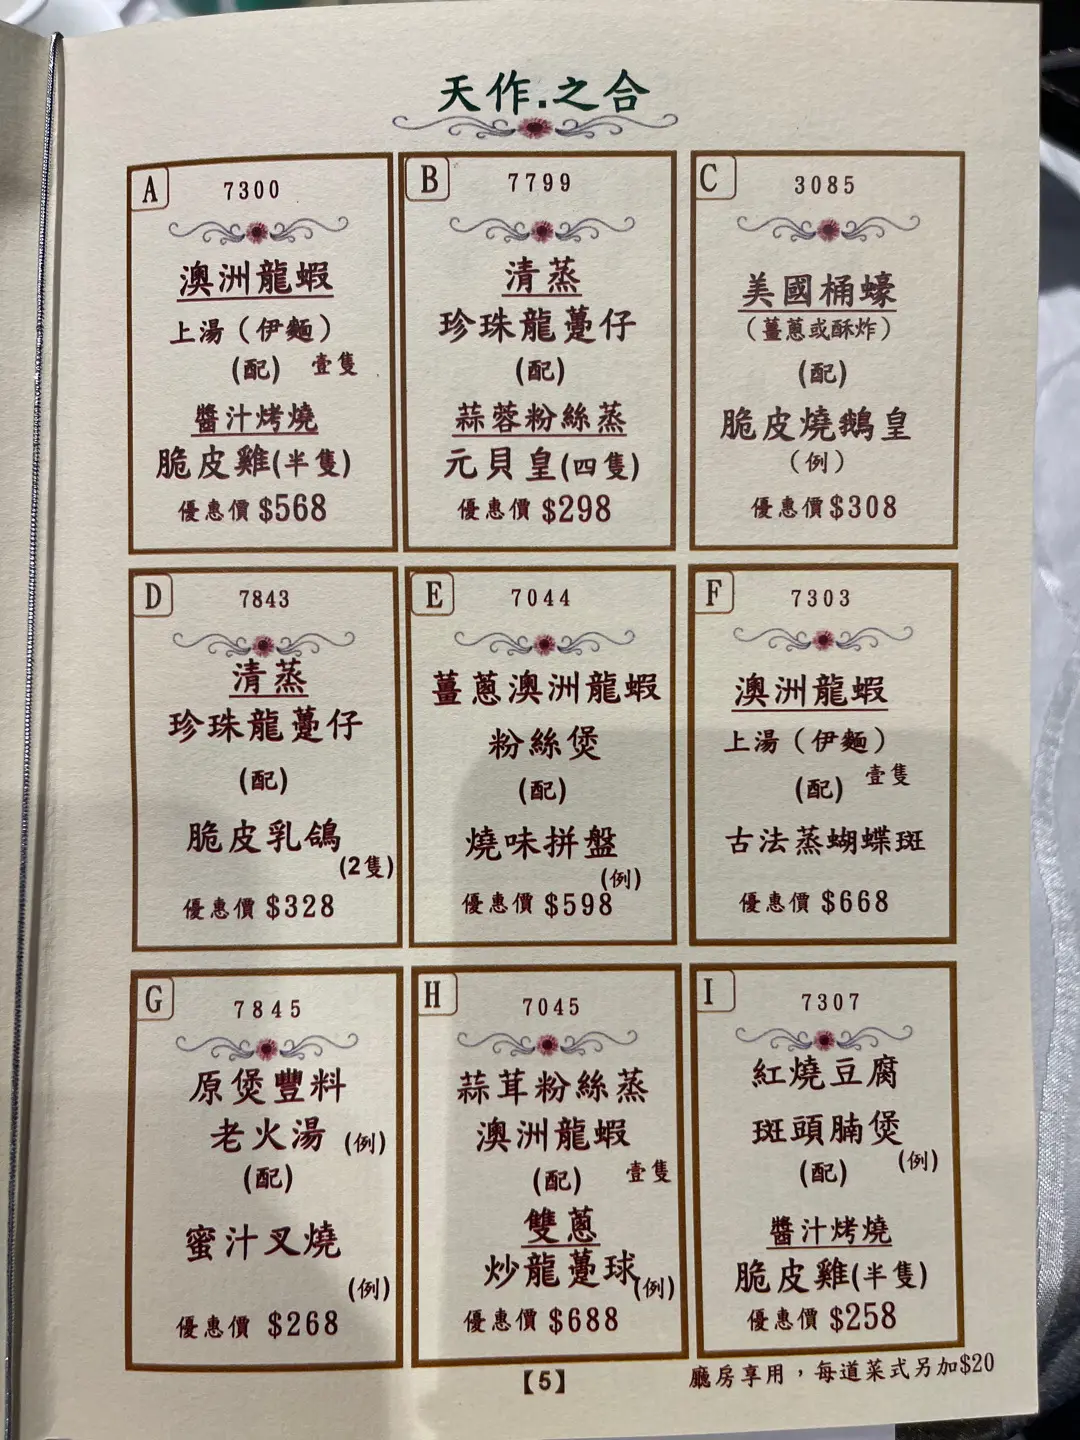 天作.之合
A
7300
澳洲龍蝦
上湯（伊麵）
(配) 壹隻
醬汁烤燒
脆皮雞(半隻)
優惠價 $568
B
7799
清蒸
珍珠龍躉仔
(配)
蒜蓉粉絲蒸
元貝皇(四隻)
優惠價 $298
C
3085
美國桶蠔
（薑蔥或酥炸）
(配)
脆皮燒鵝皇
（例）
優惠價 $308
D
7843
清蒸
珍珠龍躉仔
(配)
脆皮乳鴿
(2隻)
優惠價 $328
E
7044
薑蔥澳洲龍蝦
粉絲煲
(配)
燒味拼盤
(例)
優惠價 $598
F
7303
澳洲龍蝦
上湯（伊麵）
(配) 壹隻
古法蒸蝴蝶斑
優惠價 $668
G
7845
原煲豐料
老火湯 (例)
(配)
蜜汁叉燒
(例)
優惠價 $268
H
7045
蒜茸粉絲蒸
澳洲龍蝦
(配) 壹隻
雙蔥
炒龍躉球(例)
優惠價 $688
I
7307
紅燒豆腐
斑頭腩煲
(配) (例)
醬汁烤燒
脆皮雞(半隻)
優惠價 $258
【5】
廳房享用，每道菜式另加$20